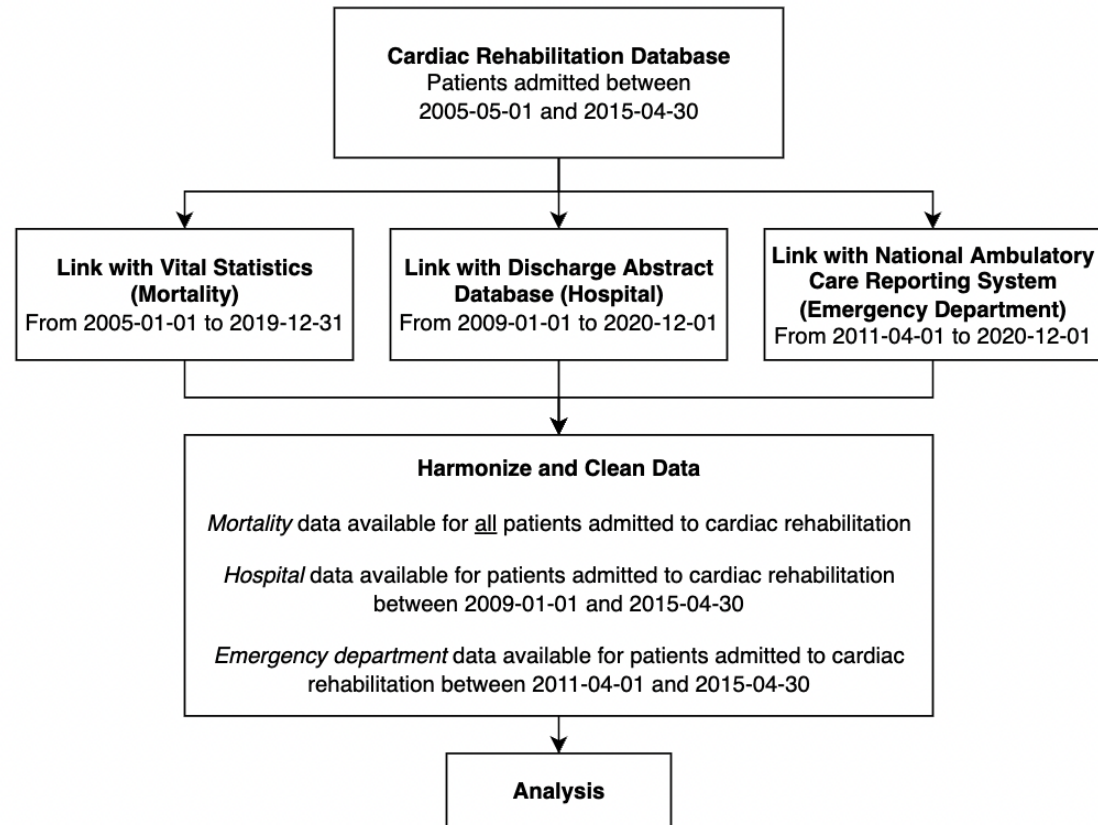 Cardiac Rehabilitation Database
Patients admitted between
2005-05-01 and 2015-04-30
Link with Vital Statistics
(Mortality)
From 2005-01-01 to 2019-12-31
Link with Discharge Abstract
Database (Hospital)
From 2009-01-01 to 2020-12-01
Link with National Ambulatory
Care Reporting System
(Emergency Department)
From 2011-04-01 to 2020-12-01
Harmonize and Clean Data
Mortality data available for all patients admitted to cardiac rehabilitation
Hospital data available for patients admitted to cardiac rehabilitation
between 2009-01-01 and 2015-04-30
Emergency department data available for patients admitted to cardiac
rehabilitation between 2011-04-01 and 2015-04-30
Analysis